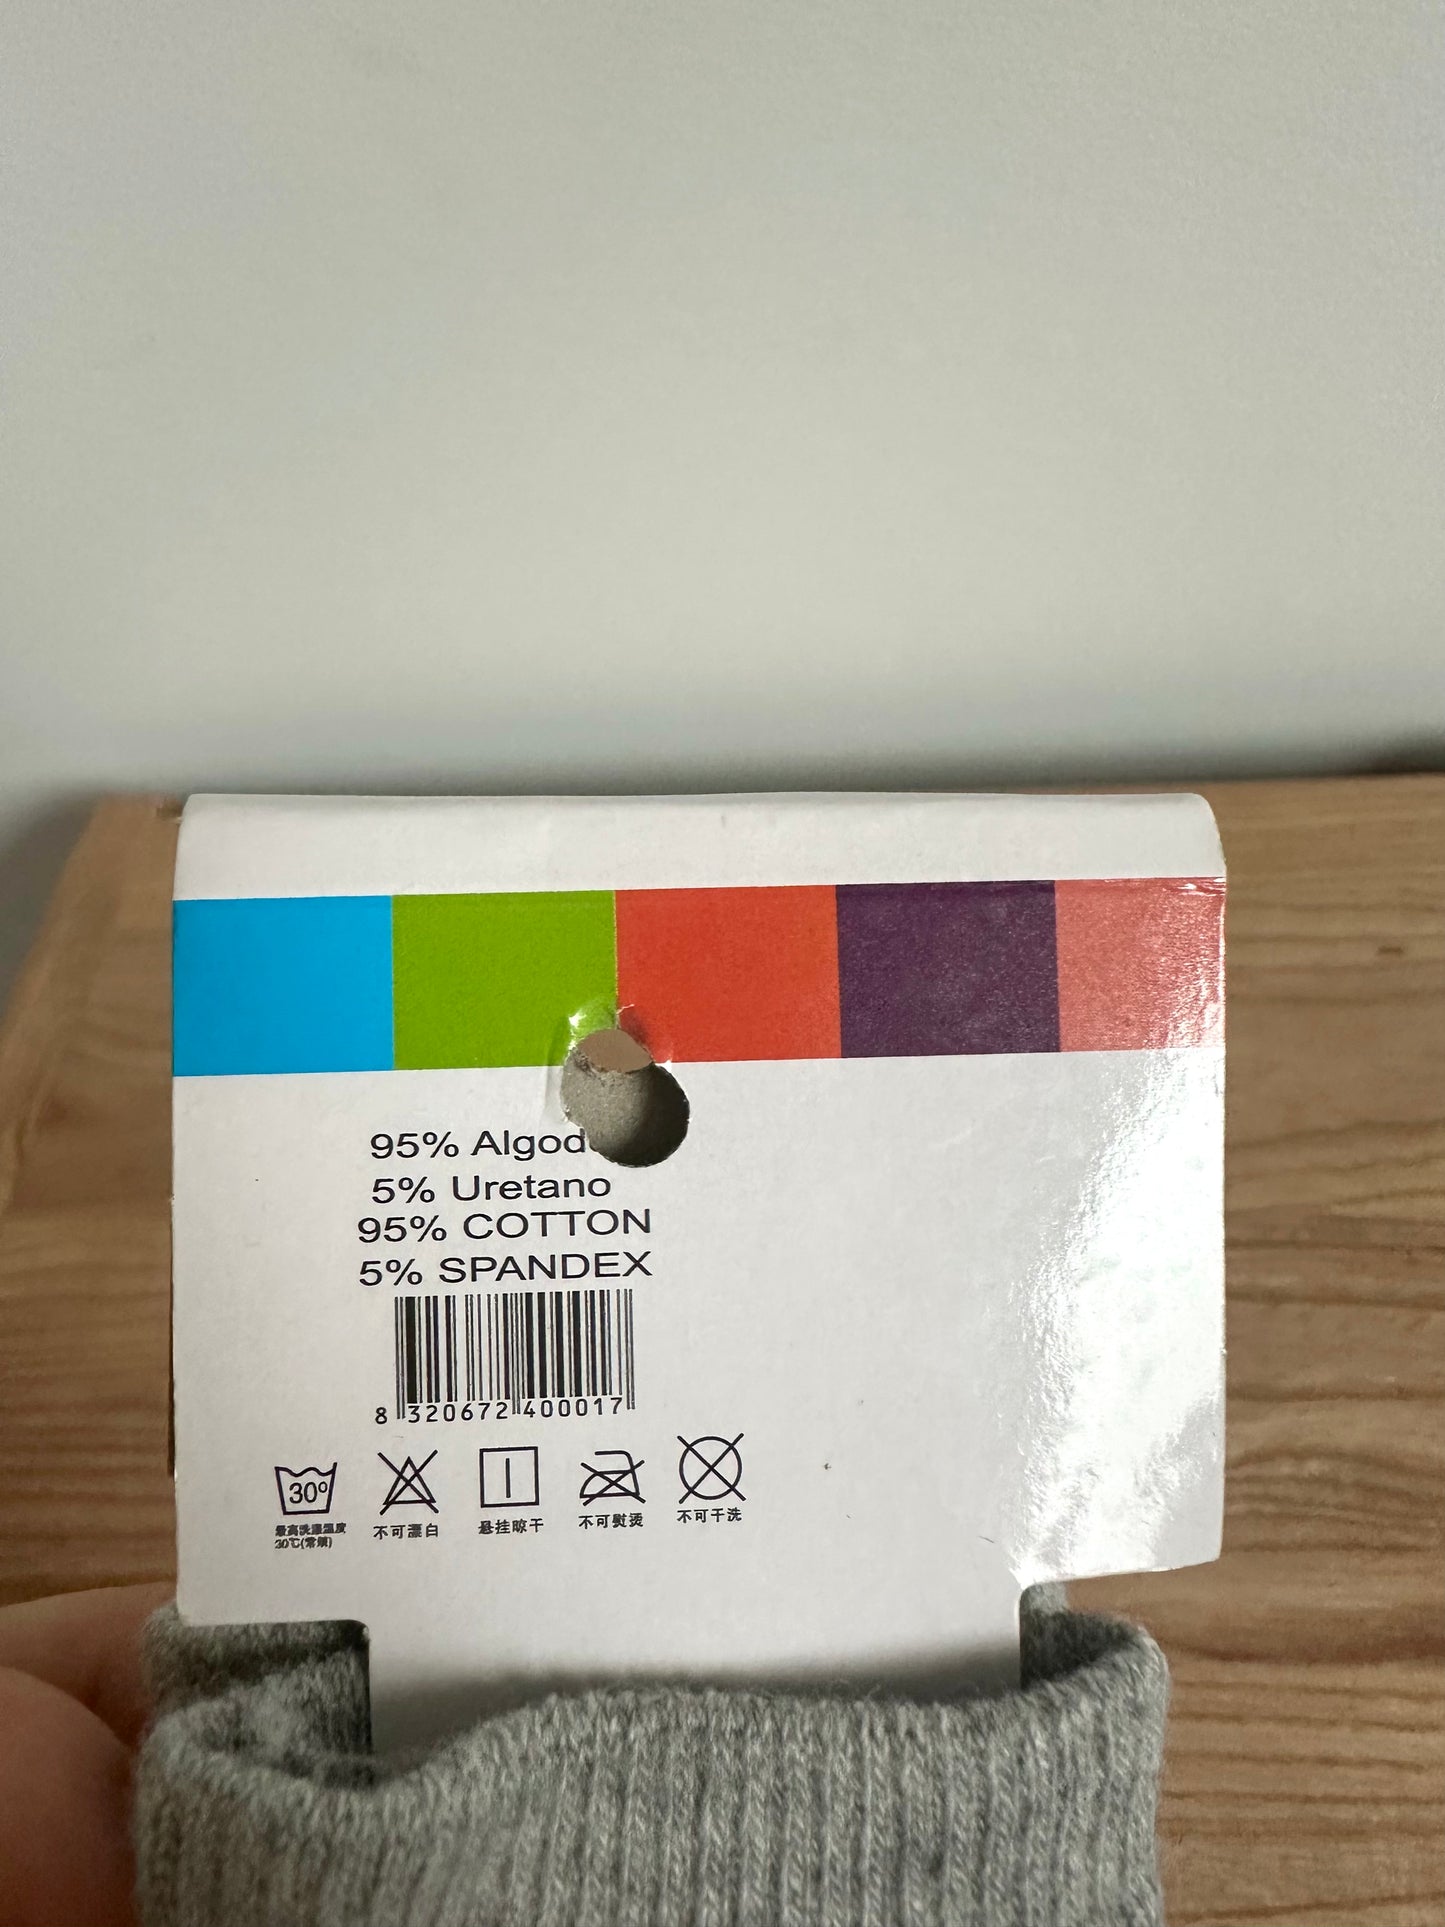 95% Algod
5% Uretano
95% COTTON
5% SPANDEX
8 320672 400017
30º
最高洗涤温度 不可漂白 悬挂晾干 不可熨烫 不可干洗
30℃(常规)